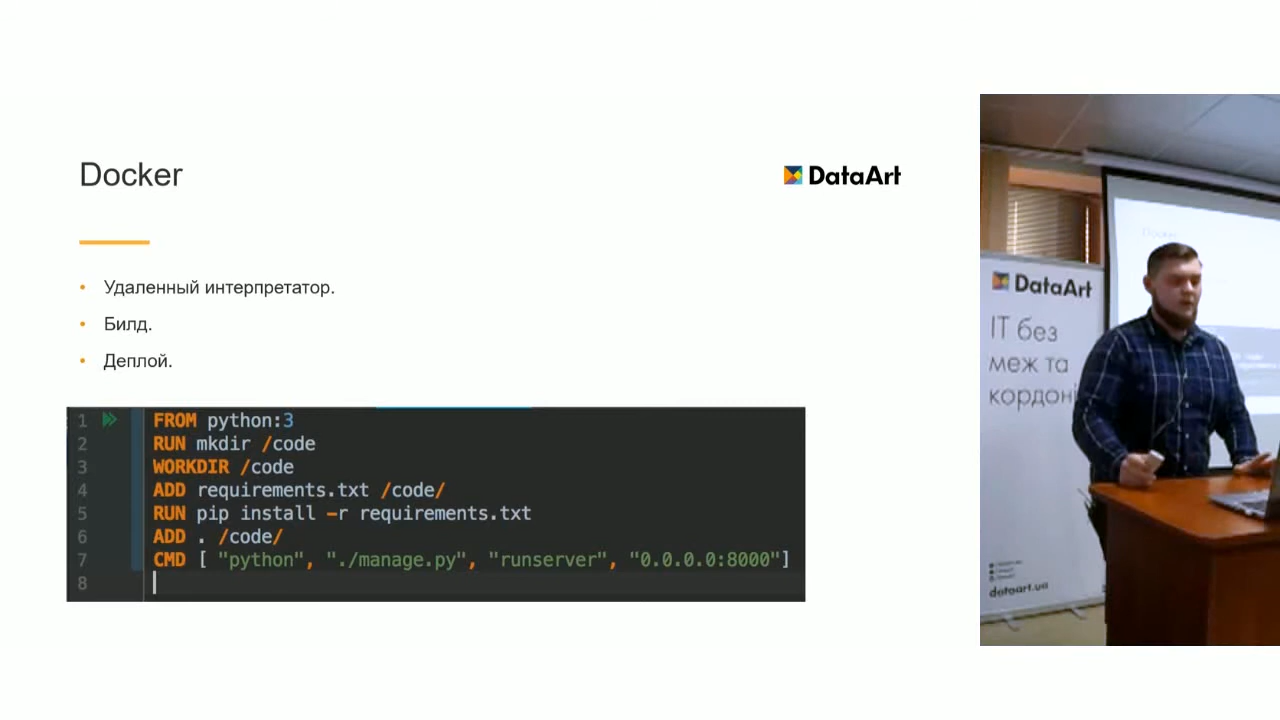 Docker
DataArt
• Удаленный интерпретатор.
• Билд.
• Деплой.
1 FROM python:3
2 RUN mkdir /code
3 WORKDIR /code
4 ADD requirements.txt /code/
5 RUN pip install -r requirements.txt
6 ADD . /code/
7 CMD [ "python", "./manage.py", "runserver", "0.0.0.0:8000"]
8
DataArt
IT без
меж та
кордоні
dataart.ua